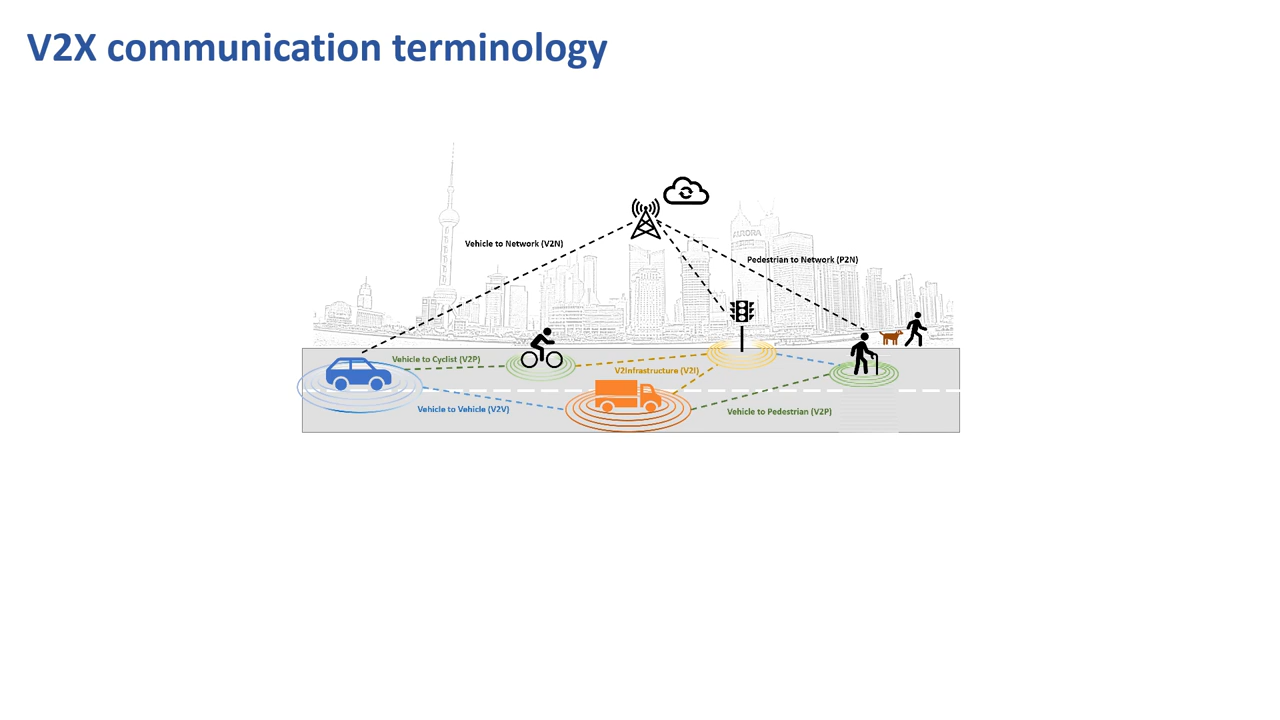 V2X communication terminology
AURORA
Vehicle to Network (V2N)
Pedestrian to Network (P2N)
Vehicle to Cyclist (V2P)
V2Infrastructure (V2I)
Vehicle to Vehicle (V2V)
Vehicle to Pedestrian (V2P)